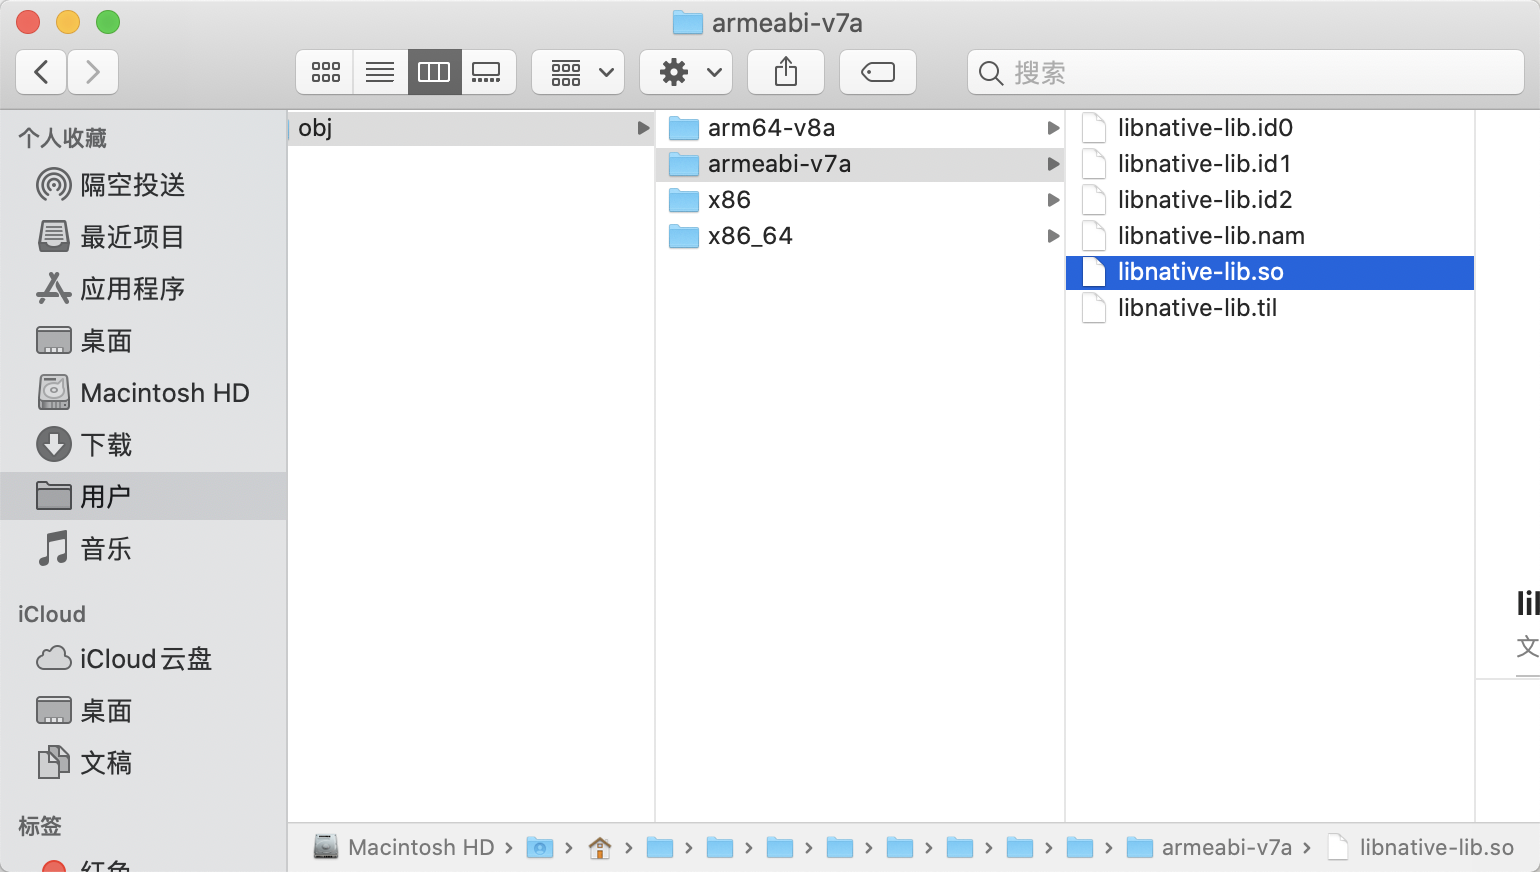 armeabi-v7a
搜索
个人收藏
隔空投送
最近项目
应用程序
桌面
Macintosh HD
下载
用户
音乐
iCloud
iCloud云盘
桌面
文稿
标签
红色
obj
arm64-v8a
armeabi-v7a
x86
x86_64
libnative-lib.id0
libnative-lib.id1
libnative-lib.id2
libnative-lib.nam
libnative-lib.so
libnative-lib.til
lil
文
Macintosh HD › › › › › › › › › › › armeabi-v7a › libnative-lib.so